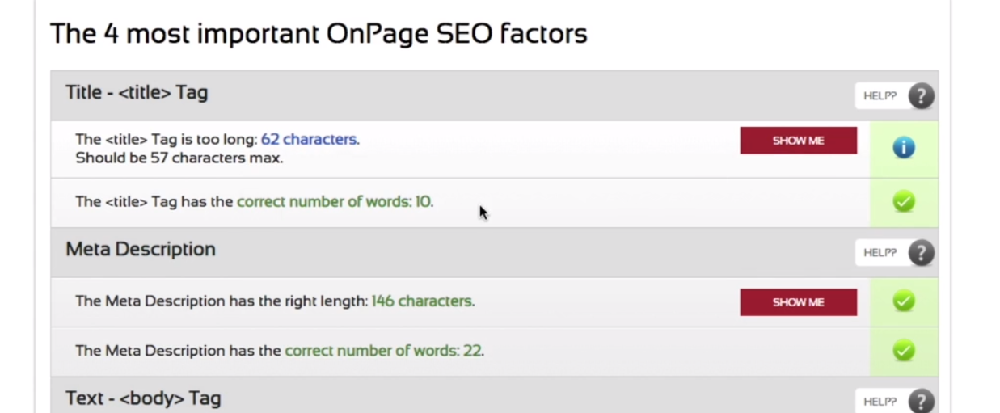 The 4 most important OnPage SEO factors
Title - <title> Tag
HELP?
The <title> Tag is too long: 62 characters.
Should be 57 characters max.
SHOW ME
The <title> Tag has the correct number of words: 10.
Meta Description
HELP?
The Meta Description has the right length: 146 characters.
SHOW ME
The Meta Description has the correct number of words: 22.
Text - <body> Tag
HELP?